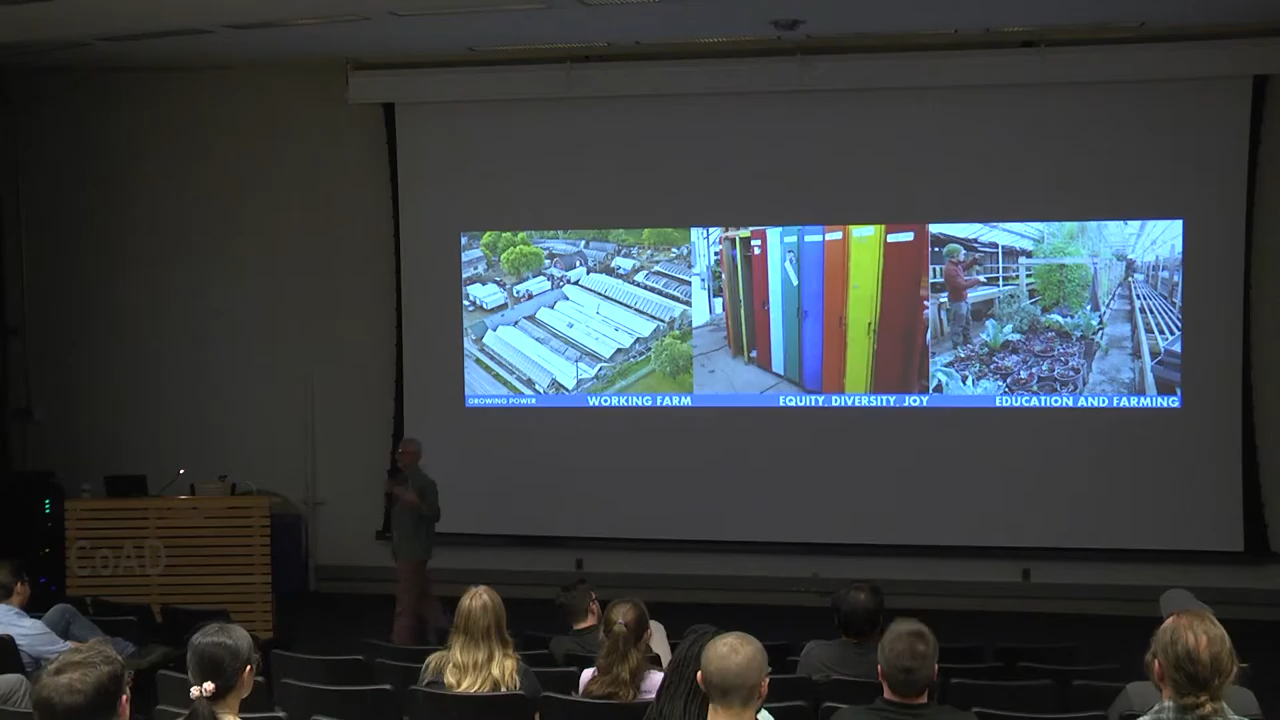 GROWING POWER
WORKING FARM
EQUITY, DIVERSITY, JOY
EDUCATION AND FARMING
CoAD